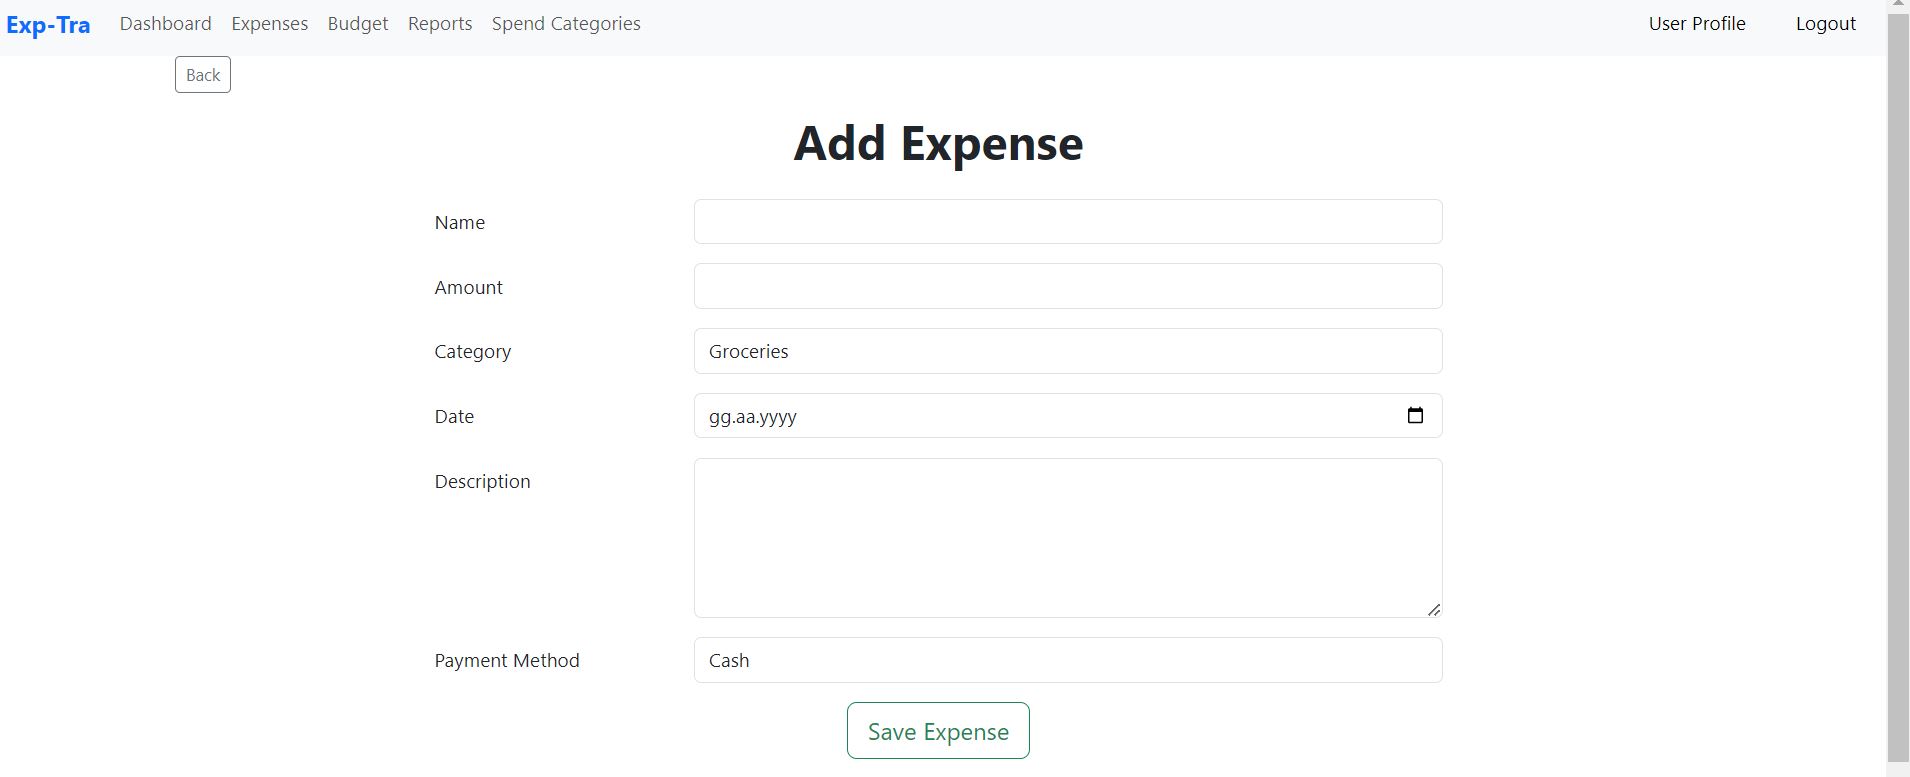 Exp-Tra Dashboard Expenses Budget Reports Spend Categories User Profile Logout
Back
Add Expense
Name
Amount
Category Groceries
Date gg.aa.yyyy
Description
Payment Method Cash
Save Expense